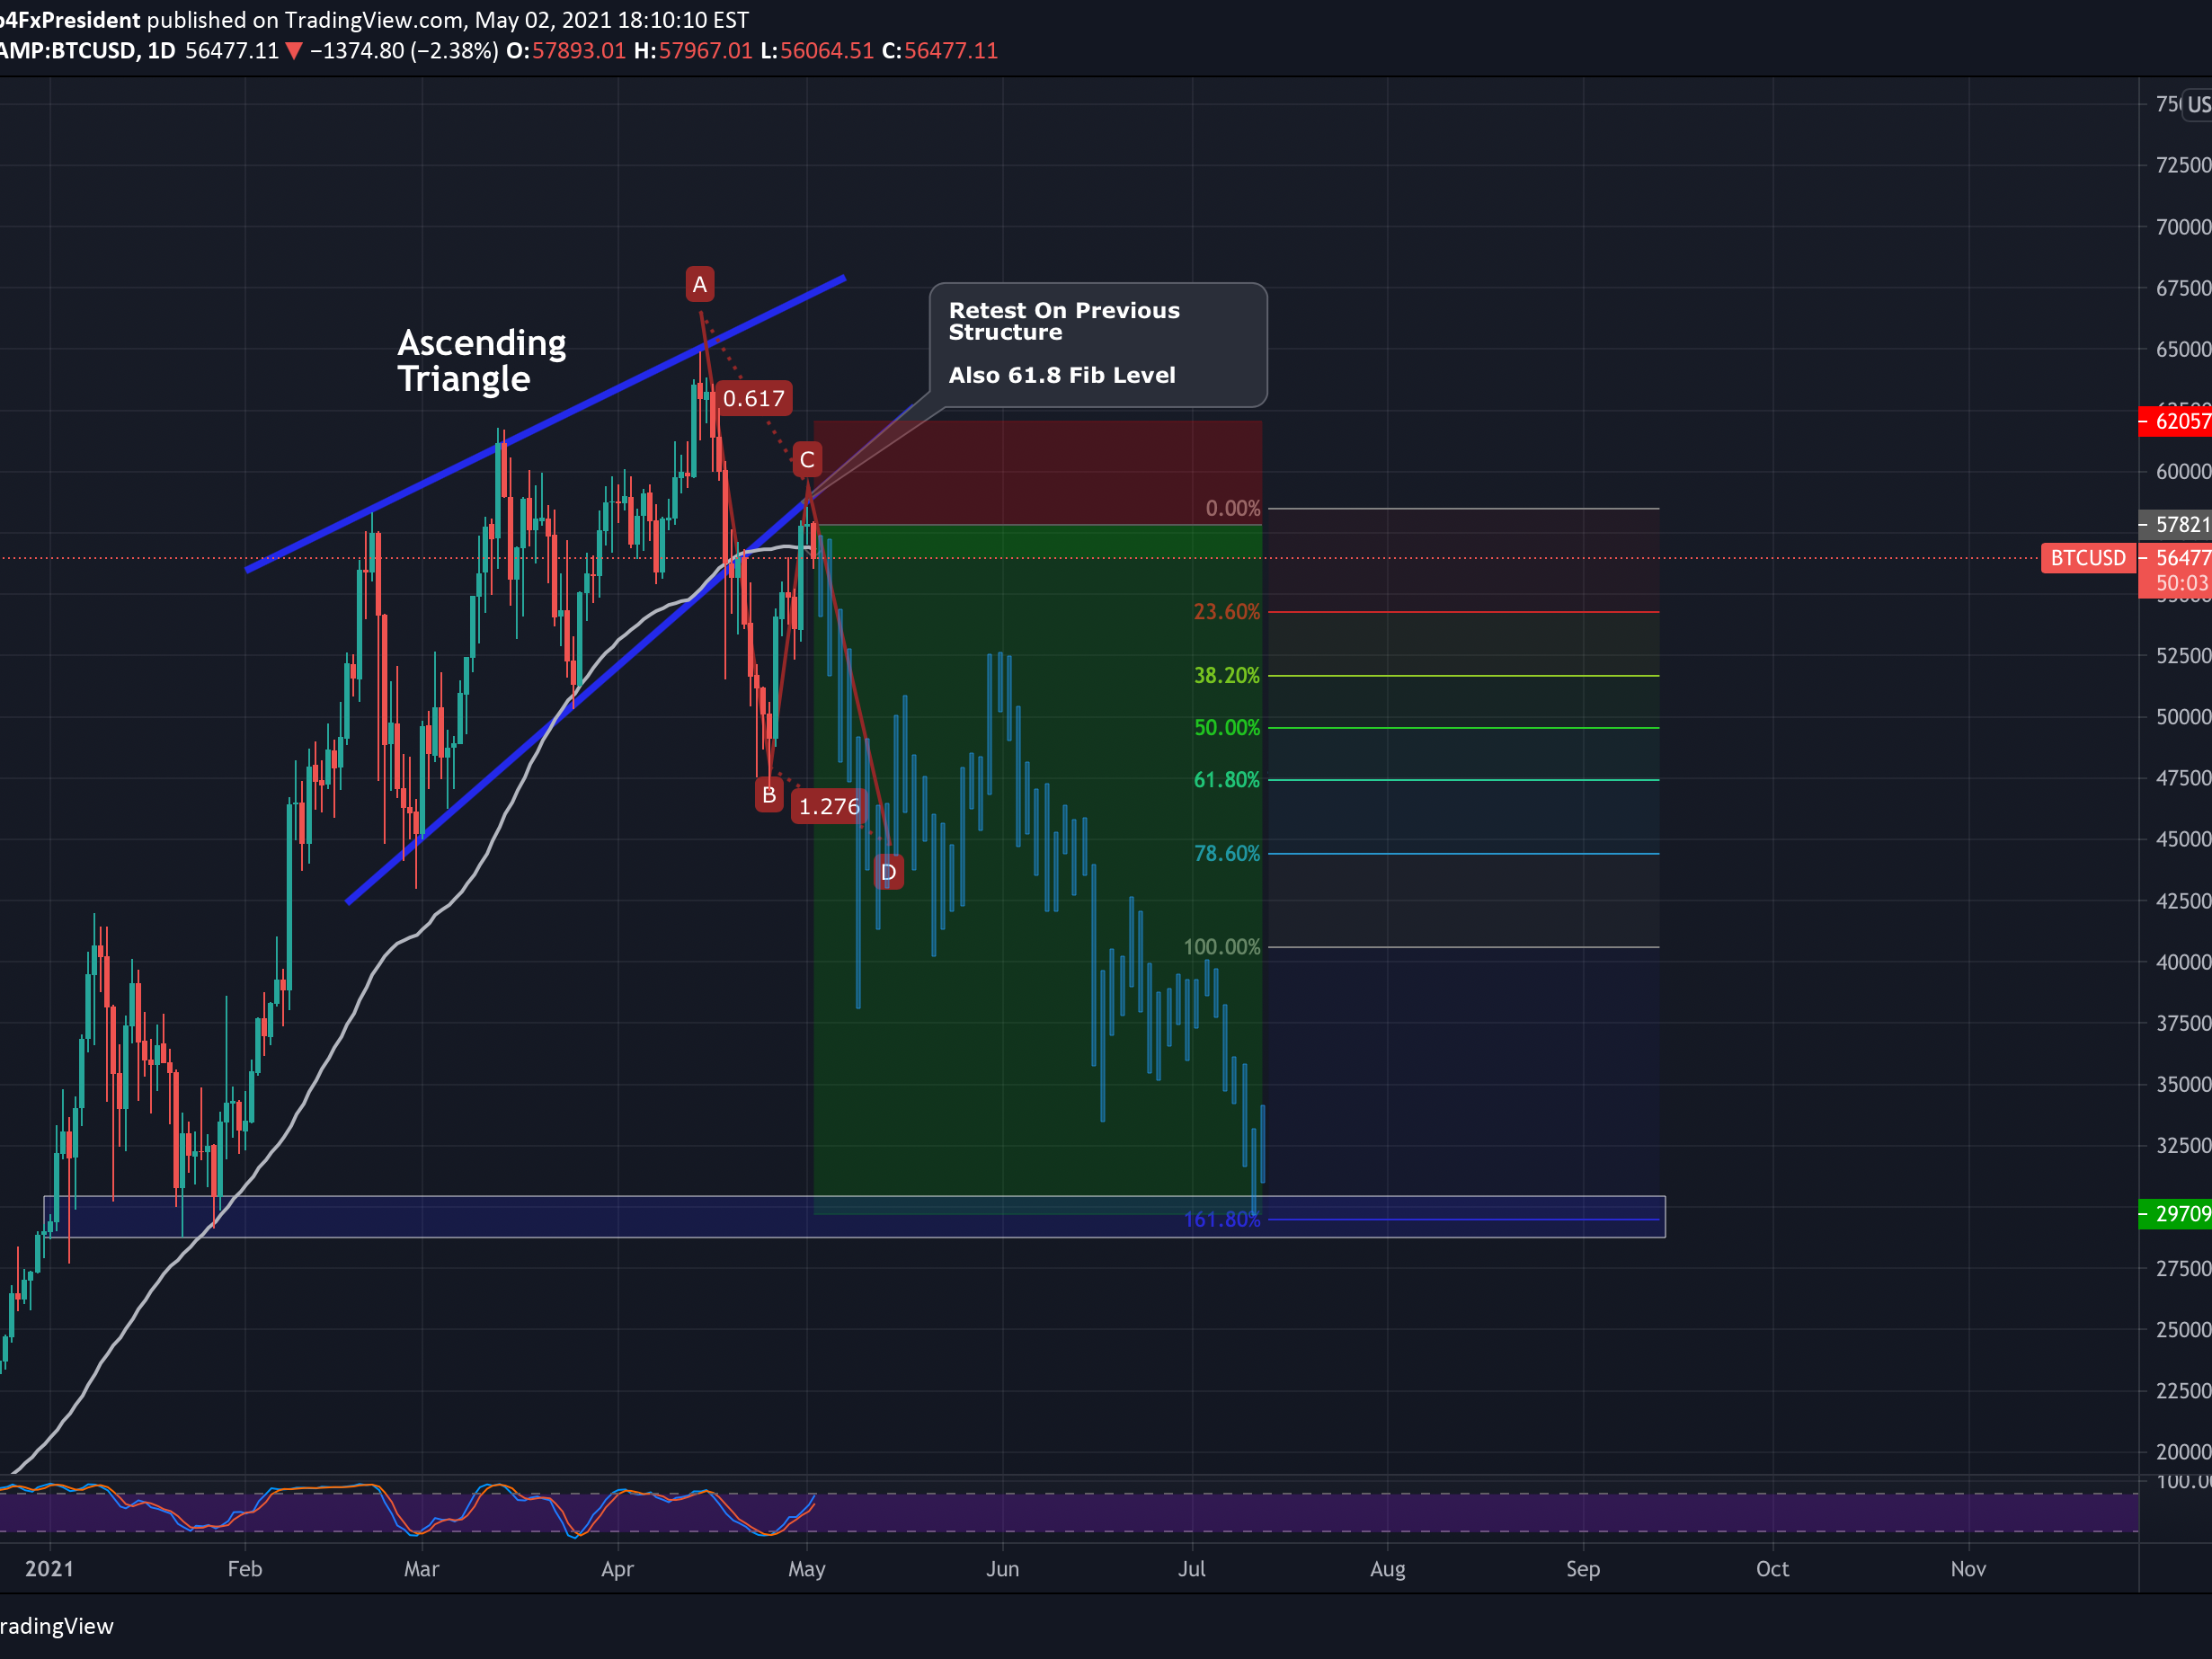 o4FxPresident published on TradingView.com, May 02, 2021 18:10:10 EST
AMP:BTCUSD, 1D 56477.11 ▼ −1374.80 (−2.38%) O:57893.01 H:57967.01 L:56064.51 C:56477.11
US
72500
70000
67500
65000
62057
60000
57821
BTCUSD 56477
50:03
52500
50000
47500
45000
42500
40000
37500
35000
32500
29709
27500
25000
22500
20000
100.0
Ascending
Triangle
A
0.617
C
B
1.276
D
Retest On Previous
Structure
Also 61.8 Fib Level
0.00%
23.60%
38.20%
50.00%
61.80%
78.60%
100.00%
161.80%
2021 Feb Mar Apr May Jun Jul Aug Sep Oct Nov
radingView